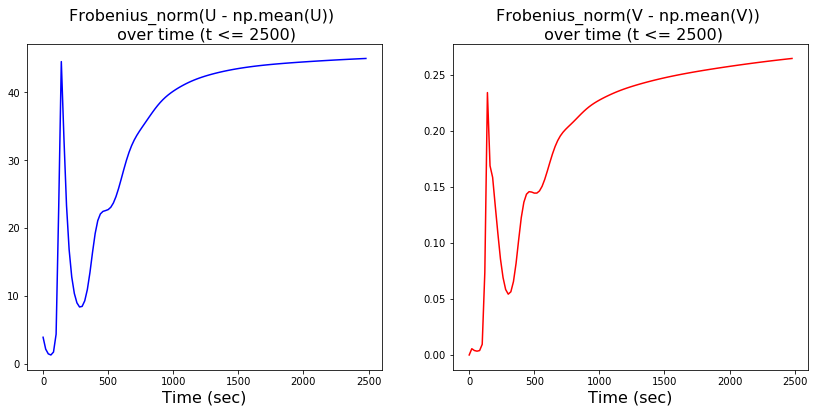 Frobenius_norm(U - np.mean(U))
over time (t <= 2500)
40
30
20
10
0
0 500 1000 1500 2000 2500
Time (sec)
Frobenius_norm(V - np.mean(V))
over time (t <= 2500)
0.25
0.20
0.15
0.10
0.05
0.00
0 500 1000 1500 2000 2500
Time (sec)